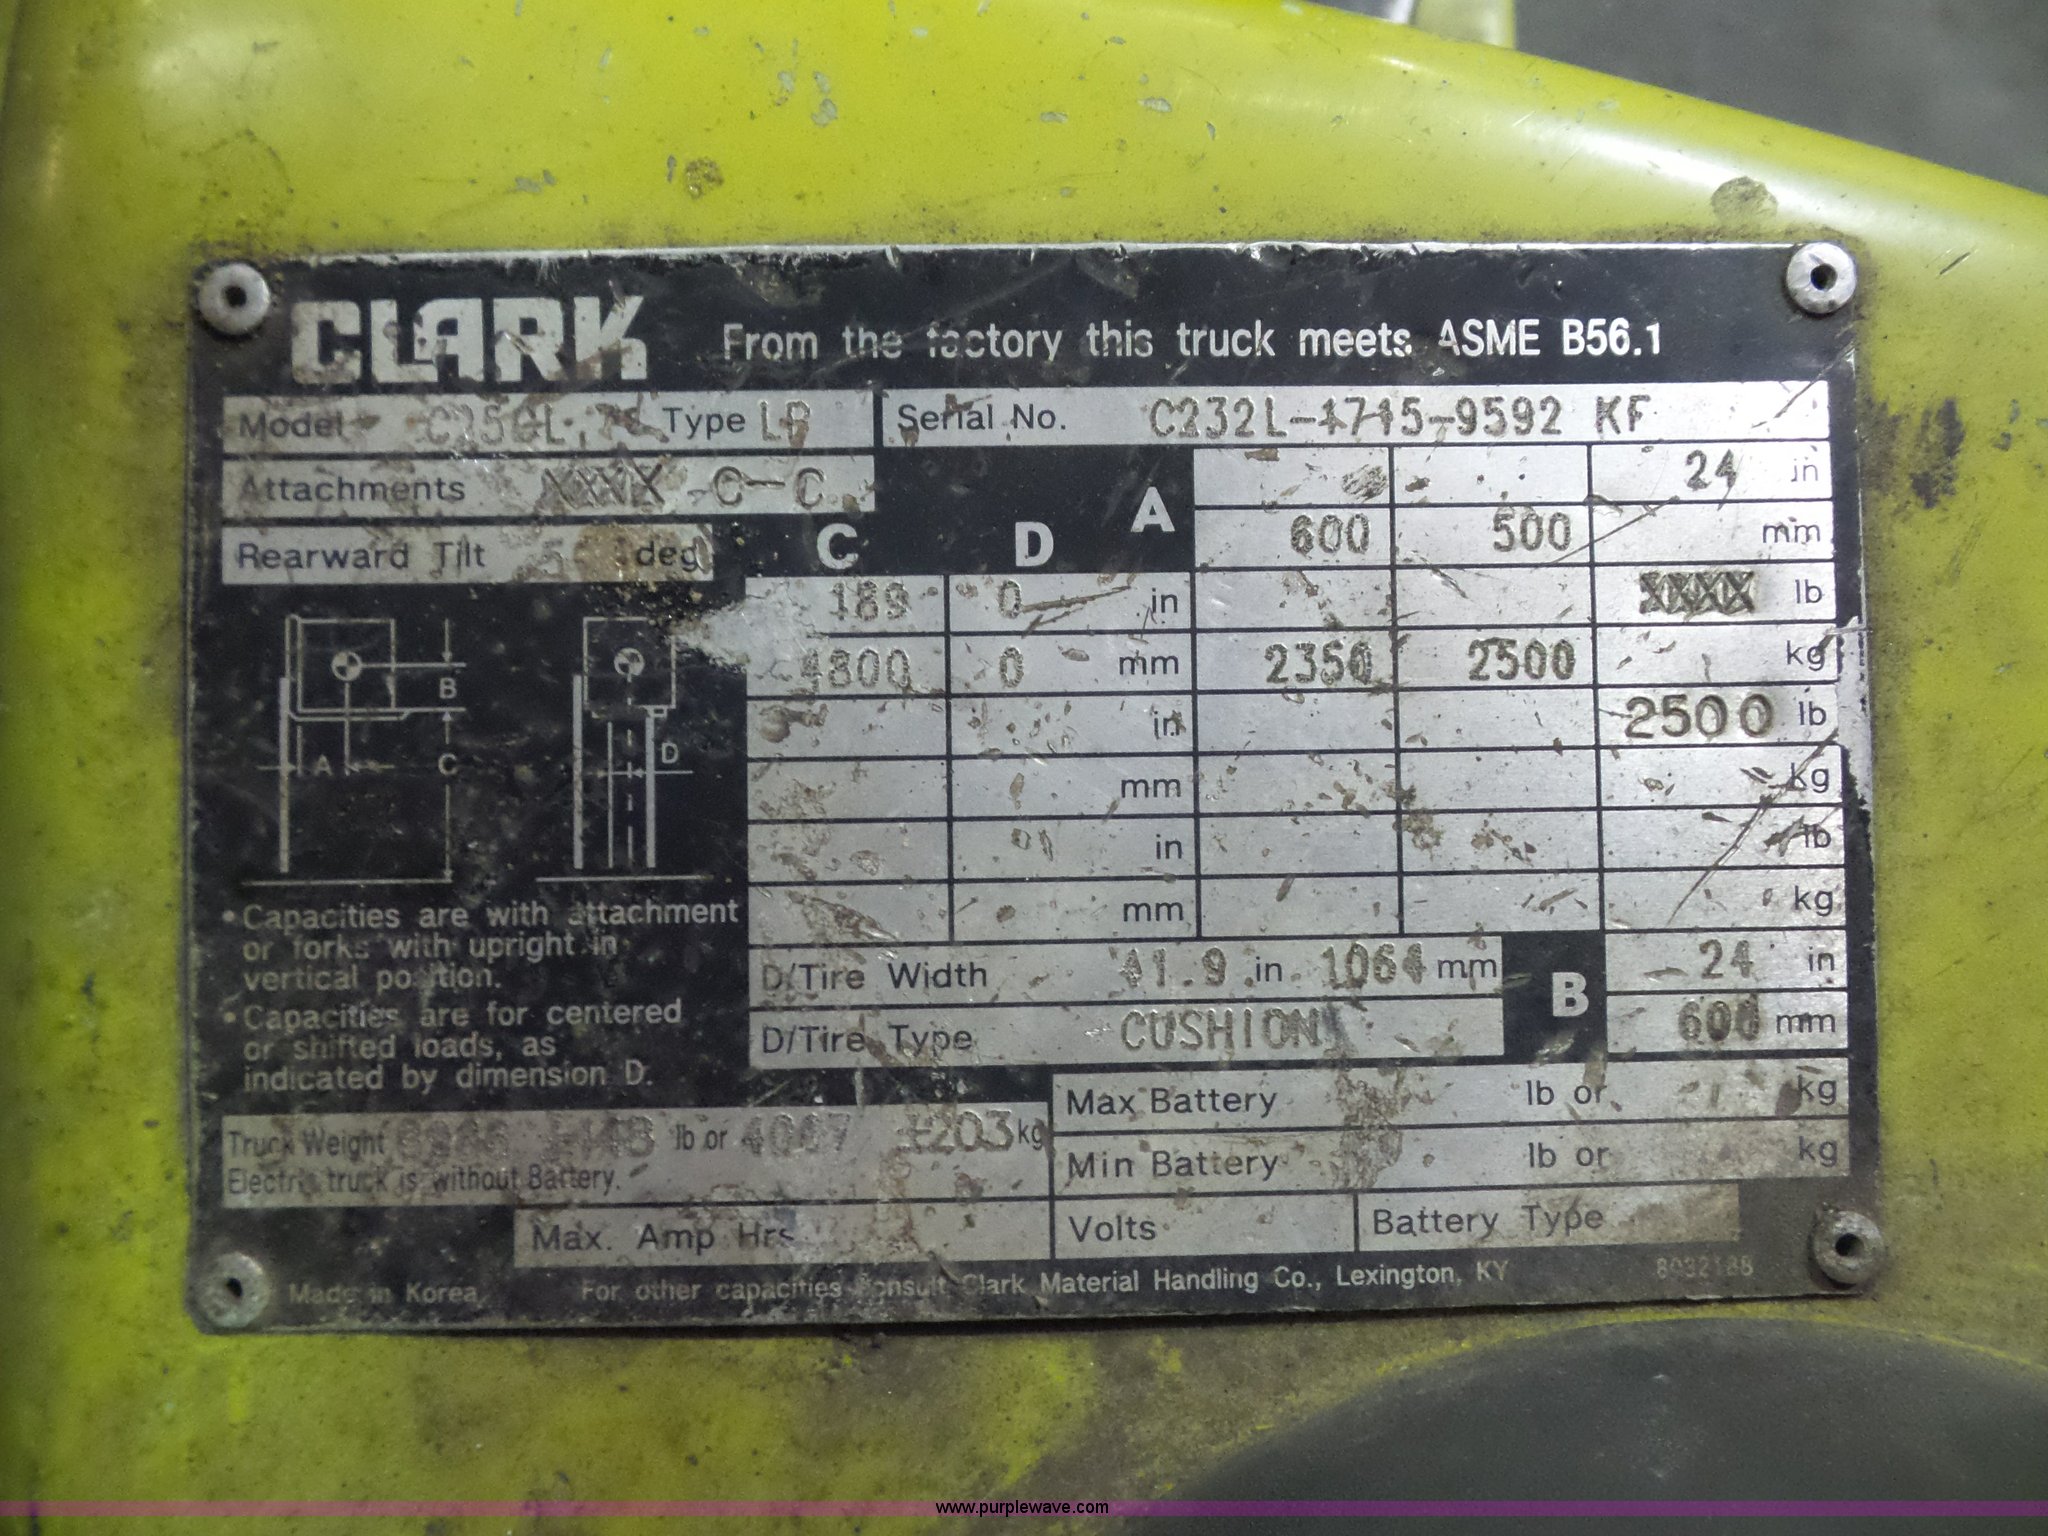 CLARK From the factory this truck meets ASME B56.1
Model Type LP Serial No. C232L-1715-9592 KF
Attachments XXXX C-C
24 in
A
C D
600 500 mm
Rearward Tilt 5 deg
189 0 in XXXX lb
4800 0 mm 2350 2500 kg
in 2500 lb
mm kg
in lb
mm kg
B
A C
D
• Capacities are with attachment
or forks with upright in
vertical position.
• Capacities are for centered
or shifted loads, as
indicated by dimension D.
D/Tire Width 41.9 in 1064 mm
D/Tire Type CUSHION
B
24 in
600 mm
Truck Weight lb or kg
Electric truck is without Battery.
Max Battery lb or kg
Min Battery lb or kg
Max. Amp Hrs Volts Battery Type
Made in Korea. For other capacities Consult Clark Material Handling Co., Lexington, KY
www.purplewave.com